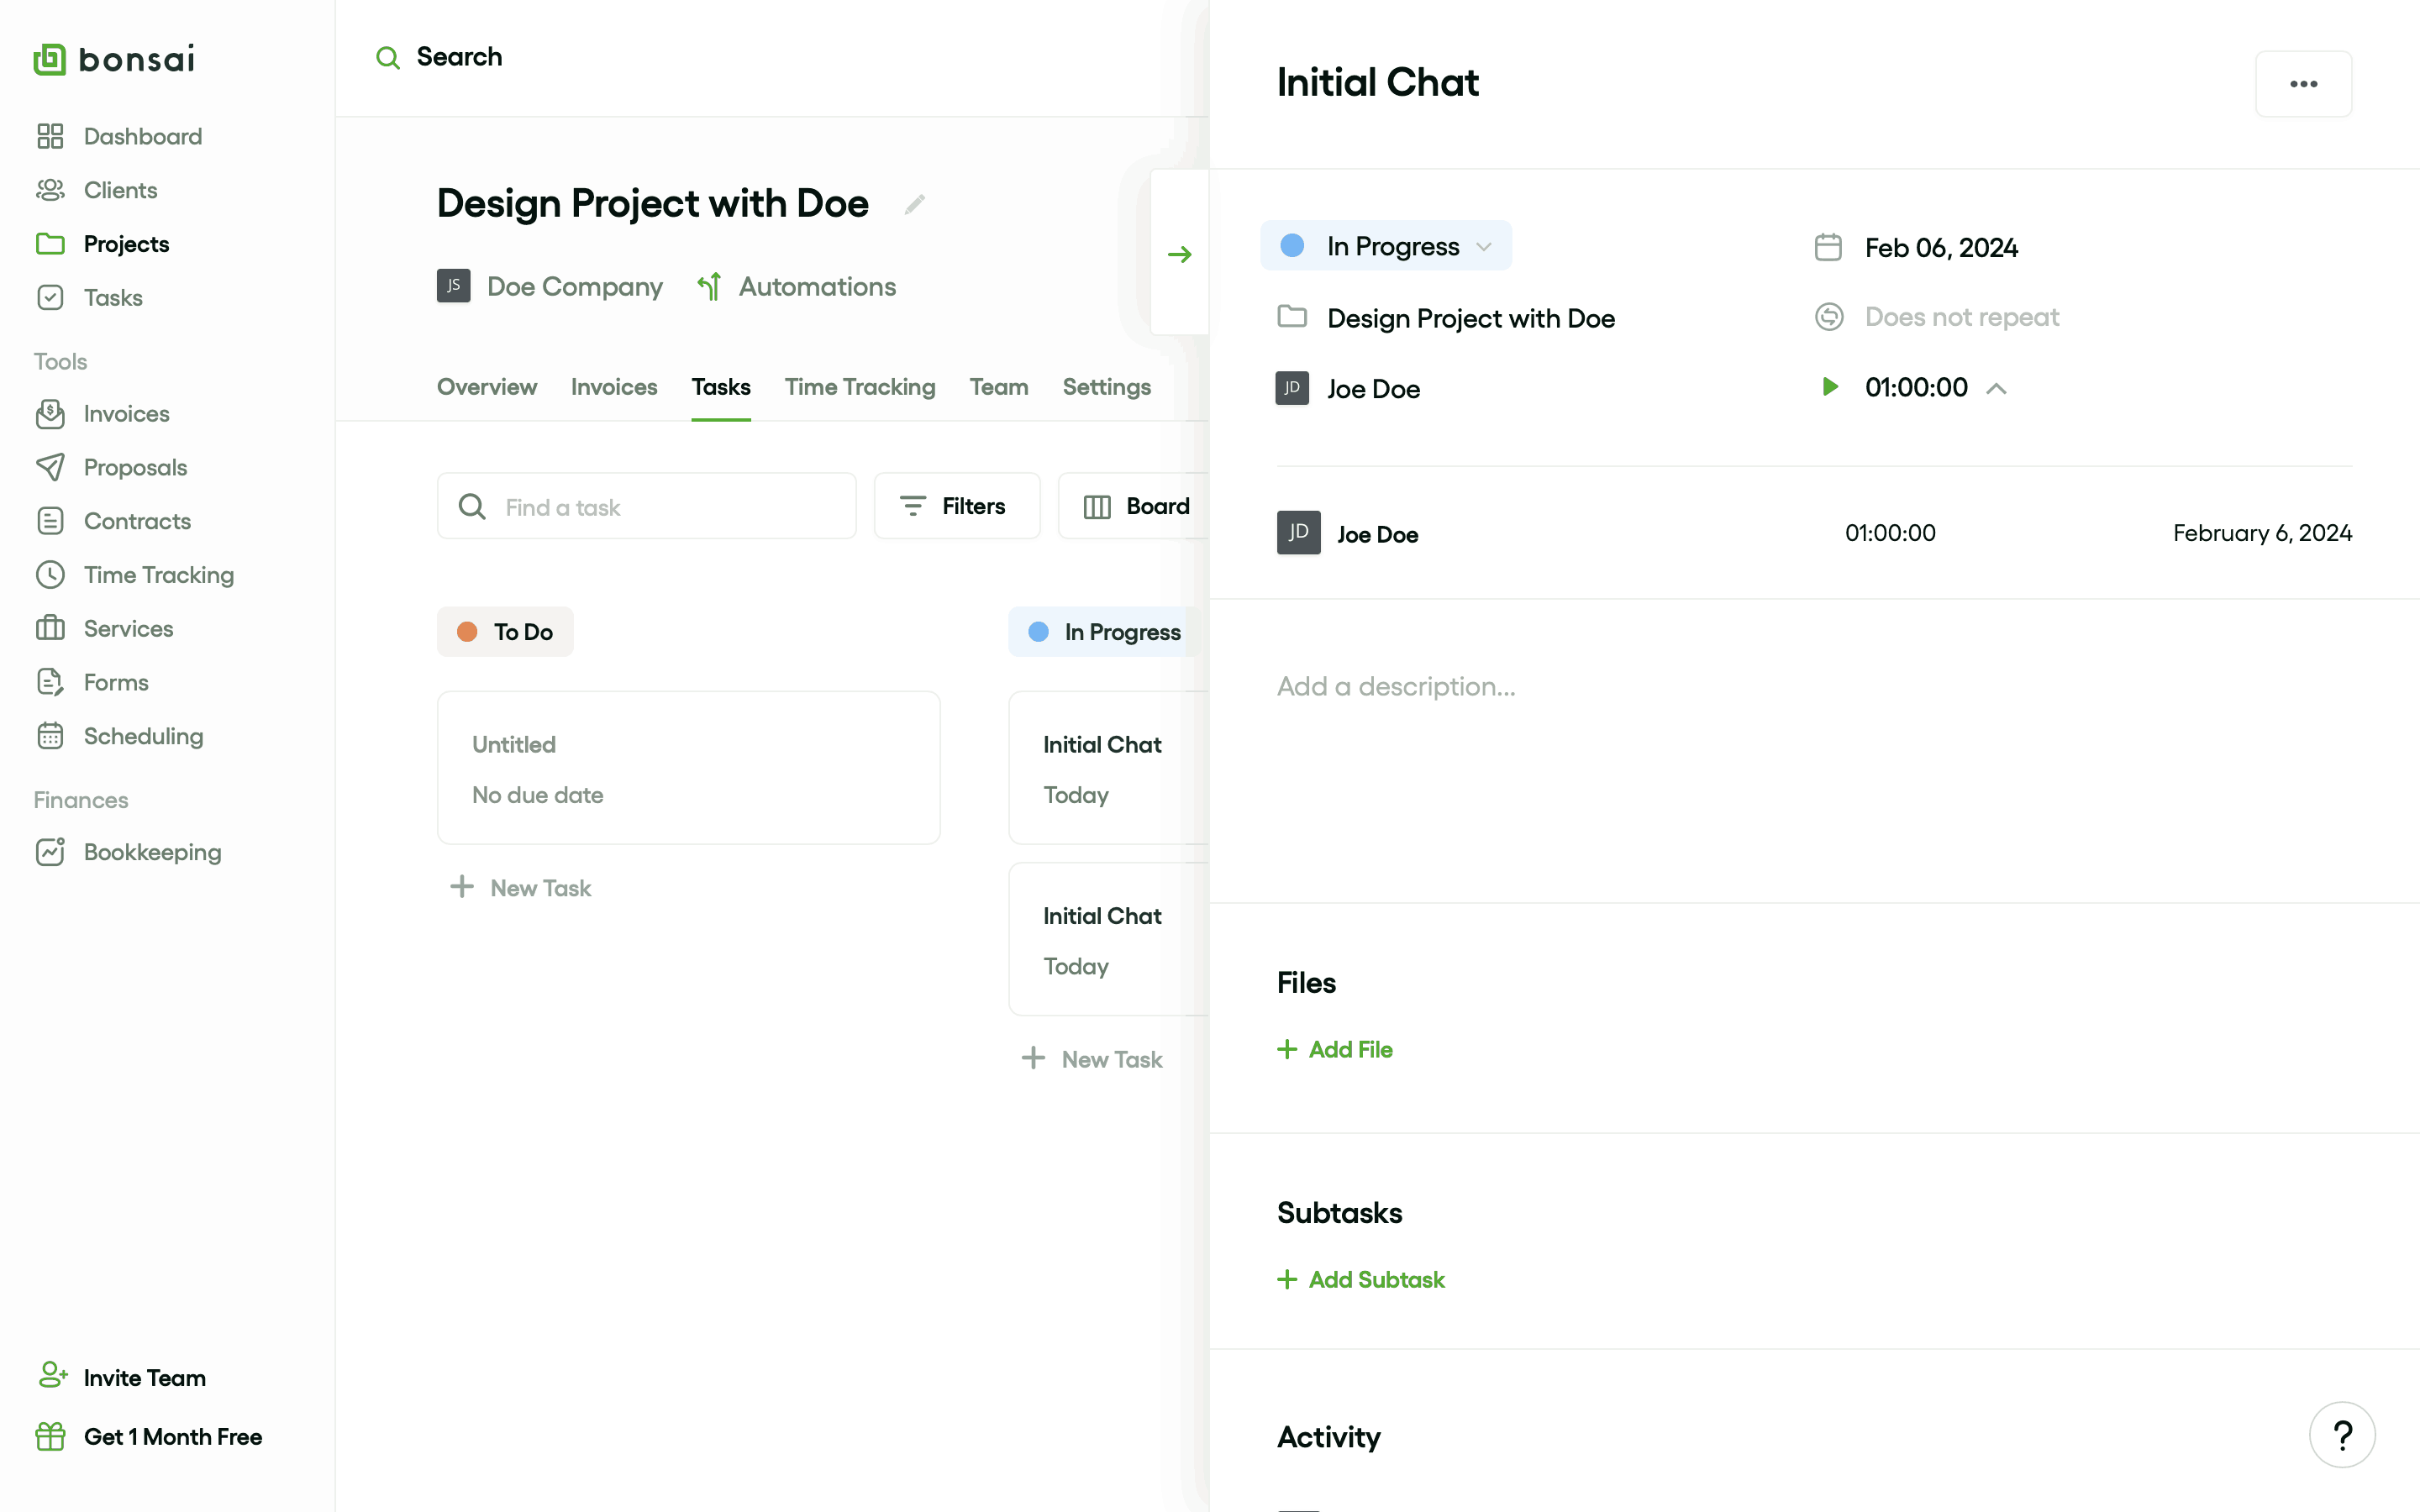 bonsai
Dashboard
Clients
Projects
Tasks
Tools
Invoices
Proposals
Contracts
Time Tracking
Services
Forms
Scheduling
Finances
Bookkeeping
Invite Team
Get 1 Month Free
Search
Design Project with Doe
JS Doe Company Automations
Overview Invoices Tasks Time Tracking Team Settings
Find a task Filters Board
To Do
Untitled
No due date
New Task
In Progress
Initial Chat
Today
Initial Chat
Today
New Task
Initial Chat
In Progress Feb 06, 2024
Design Project with Doe Does not repeat
JD Joe Doe 01:00:00
JD Joe Doe 01:00:00 February 6, 2024
Add a description...
Files
Add File
Subtasks
Add Subtask
Activity
?